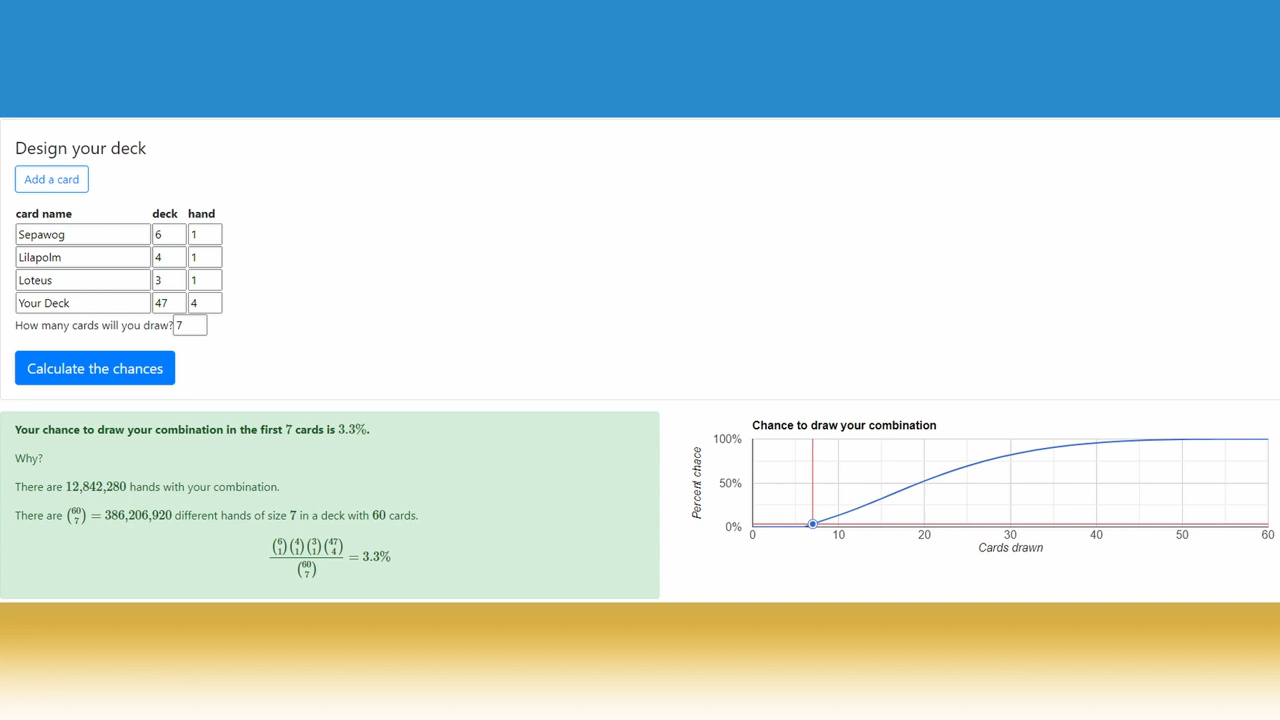 Design your deck
Add a card
card name deck hand
Sepawog 6 1
Lilapolm 4 1
Loteus 3 1
Your Deck 47 4
How many cards will you draw? 7
Calculate the chances
Your chance to draw your combination in the first 7 cards is 3.3%.
Why?
There are 12,842,280 hands with your combination.
There are (60 7) = 386,206,920 different hands of size 7 in a deck with 60 cards.
(6 1)(4 1)(3 1)(47 4)
(60 7)
= 3.3%
Chance to draw your combination
Percent chace
100%
50%
0%
0 10 20 30 40 50 60
Cards drawn